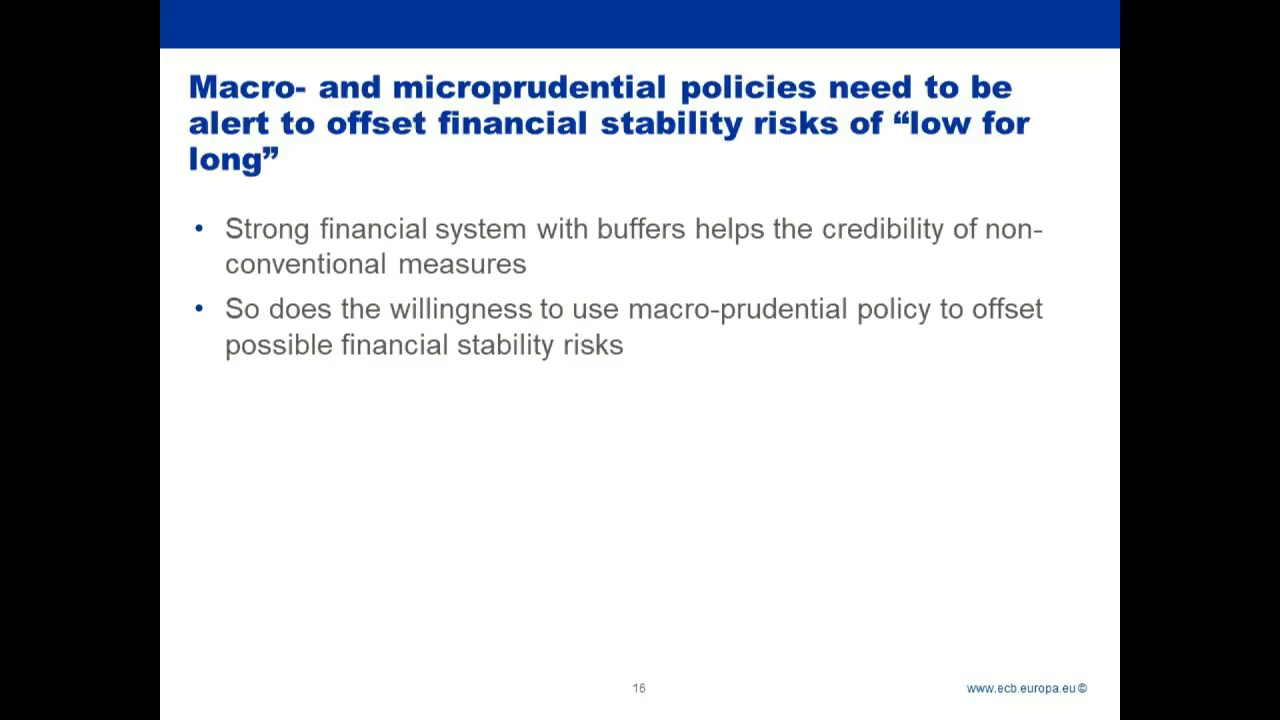 Macro- and microprudential policies need to be
alert to offset financial stability risks of “low for
long”
• Strong financial system with buffers helps the credibility of non-
conventional measures
• So does the willingness to use macro-prudential policy to offset
possible financial stability risks
16
www.ecb.europa.eu©